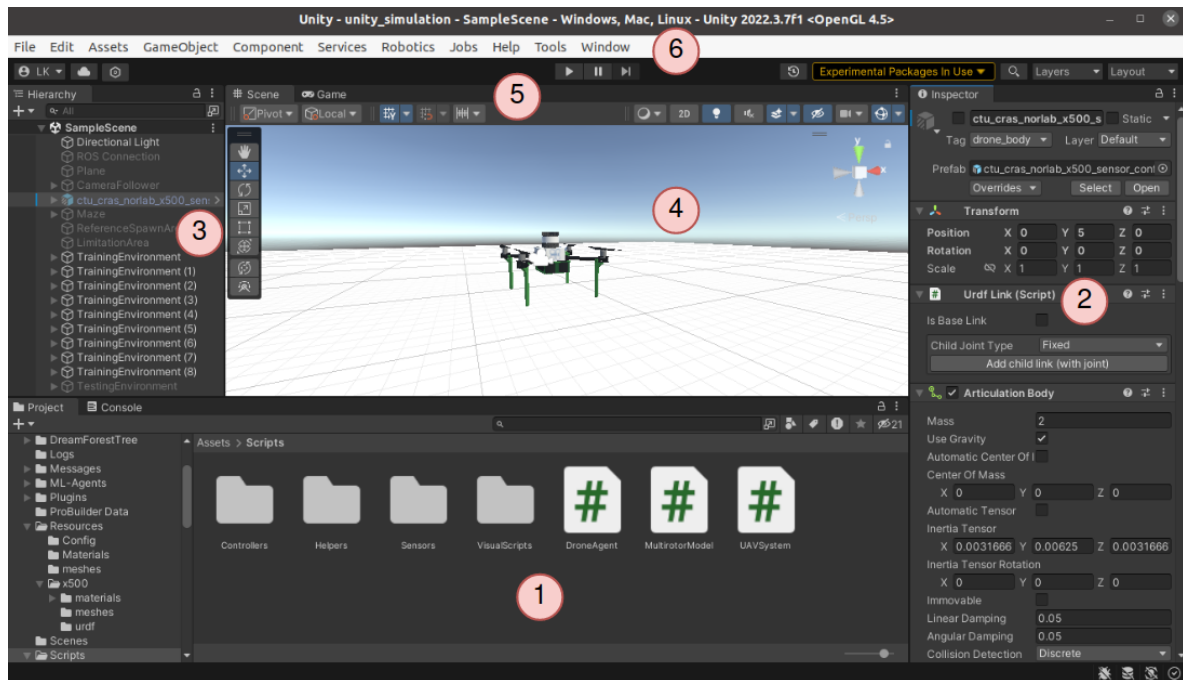 Unity - unity_simulation - SampleScene - Windows, Mac, Linux - Unity 2022.3.7f1 <OpenGL 4.5>
File Edit Assets GameObject Component Services Robotics Jobs Help Tools Window
6
LK
Experimental Packages In Use
Layers
Layout
Hierarchy
All
SampleScene
Directional Light
ROS Connection
Plane
CameraFollower
ctu_cras_norlab_x500_sens
Maze
ReferenceSpawnAr
LimitationArea
TrainingEnvironment
TrainingEnvironment (1)
TrainingEnvironment (2)
TrainingEnvironment (3)
TrainingEnvironment (4)
TrainingEnvironment (5)
TrainingEnvironment (6)
TrainingEnvironment (7)
TrainingEnvironment (8)
TestingEnvironment
3
Scene Game
5
Pivot Local
2D
y
x
Persp
4
Inspector
ctu_cras_norlab_x500_s Static
Tag drone_body Layer Default
Prefab ctu_cras_norlab_x500_sensor_conf
Overrides Select Open
Transform
Position X 0 Y 5 Z 0
Rotation X 0 Y 0 Z 0
Scale X 1 Y 1 Z 1
# Urdf Link (Script)
2
Is Base Link
Child Joint Type Fixed
Add child link (with joint)
Articulation Body
Mass 2
Use Gravity
Automatic Center Of
Center Of Mass
X 0 Y 0 Z 0
Automatic Tensor
Inertia Tensor
X 0.0031666 Y 0.00625 Z 0.0031666
Inertia Tensor Rotation
X 0 Y 0 Z 0
Immovable
Linear Damping 0.05
Angular Damping 0.05
Collision Detection Discrete
Project Console
21
DreamForestTree
Logs
Messages
ML-Agents
Plugins
ProBuilder Data
Resources
Config
Materials
meshes
x500
materials
meshes
urdf
Scenes
Scripts
Assets > Scripts
# # #
Controllers Helpers Sensors VisualScripts DroneAgent MultirotorModel UAVSystem
1